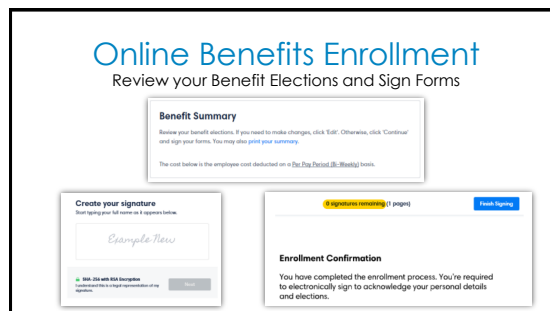 Online Benefits Enrollment
Review your Benefit Elections and Sign Forms
Benefit Summary
Review your benefit elections. If you need to make changes, click 'Edit'. Otherwise, click 'Continue'
and sign your forms. You may also print your summary.
The cost below is the employee cost deducted on a Per Pay Period (Bi-Weekly) basis.
Create your signature
Start typing your full name as it appears below.
Example New
SHA-256 with RSA Encryption
I understand this is a legal representation of my
signature.
0 signatures remaining (1 pages)
Finish Signing
Enrollment Confirmation
You have completed the enrollment process. You're required
to electronically sign to acknowledge your personal details
and elections.